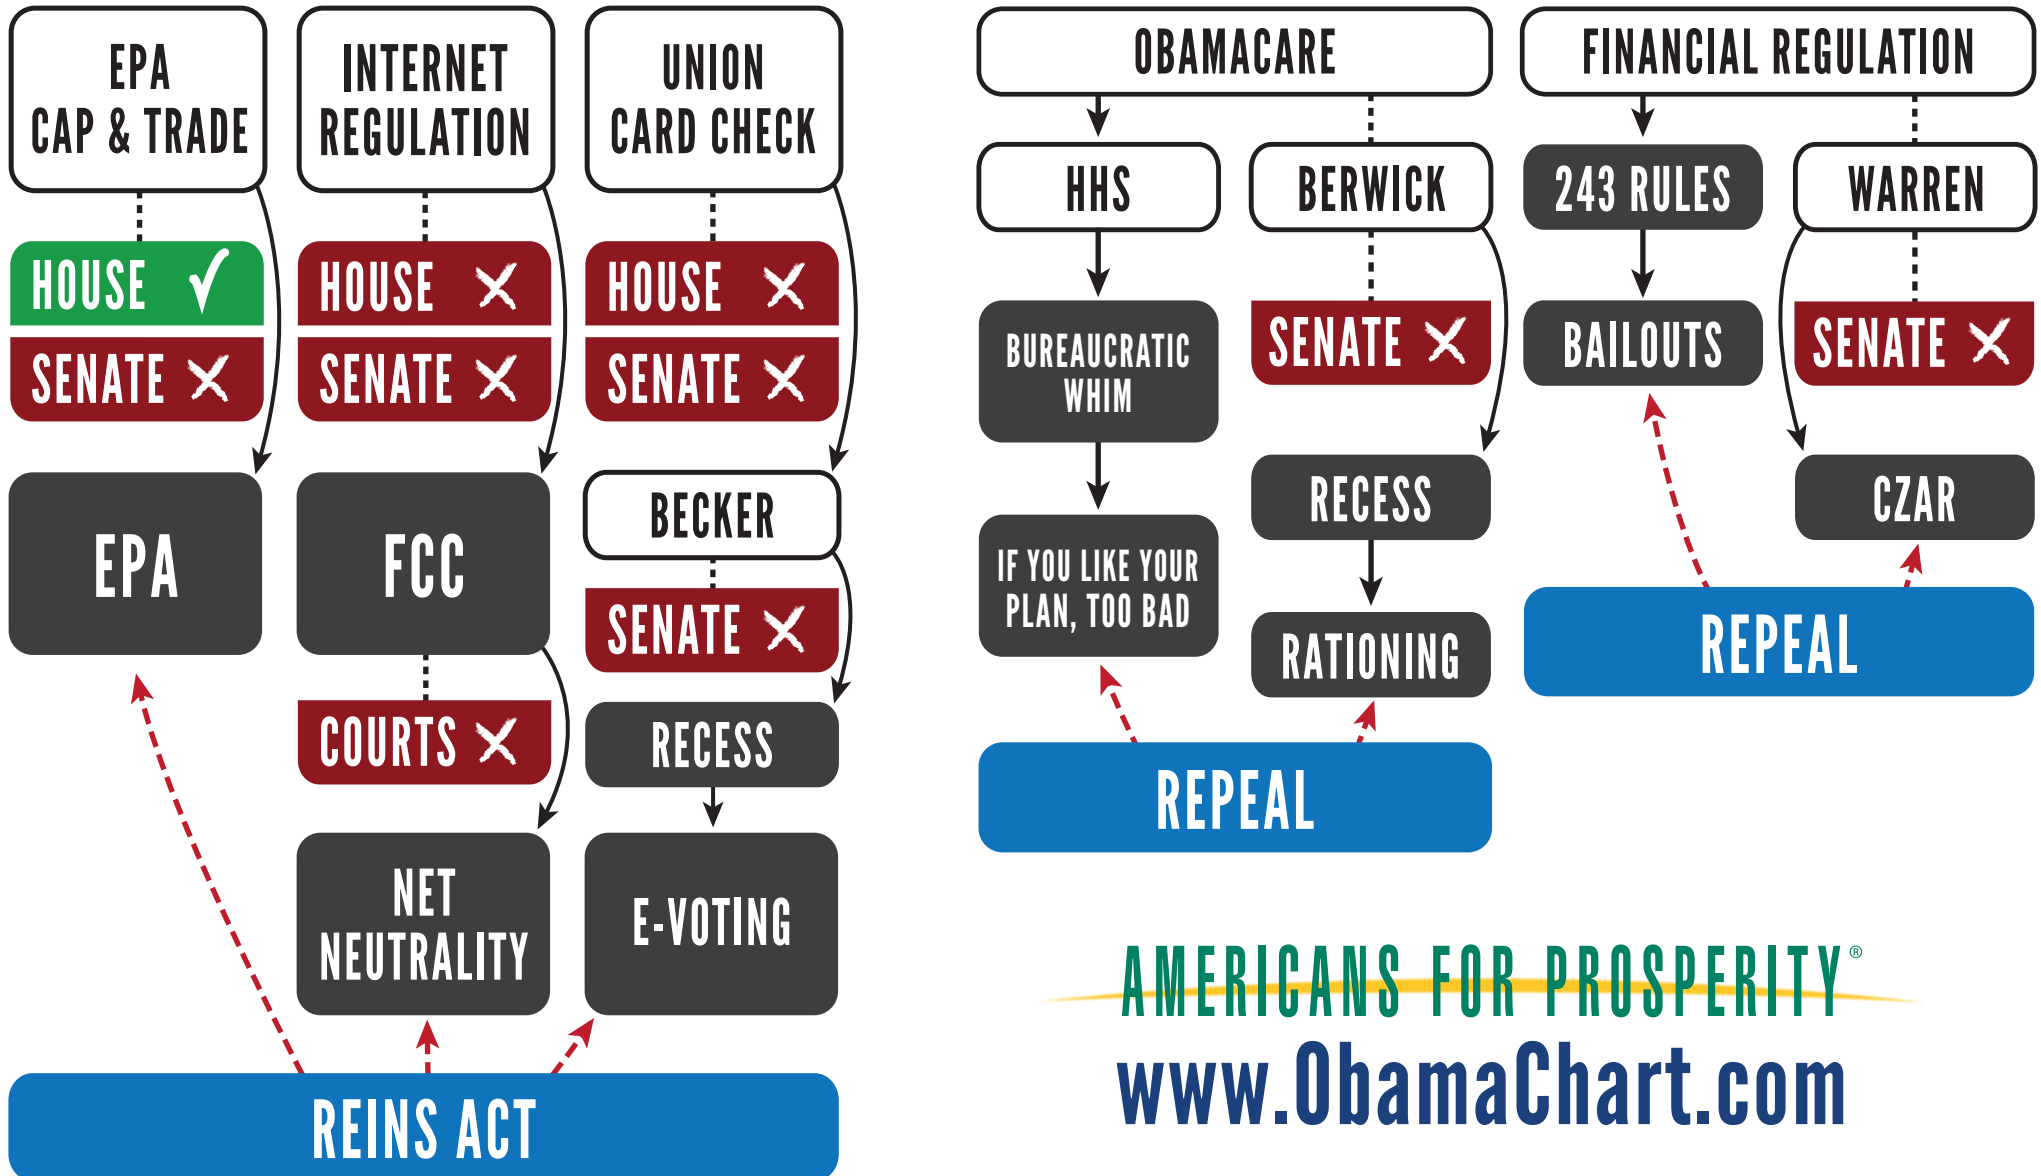 EPA
CAP & TRADE
HOUSE
SENATE
EPA
INTERNET
REGULATION
HOUSE
SENATE
FCC
COURTS
NET
NEUTRALITY
UNION
CARD CHECK
HOUSE
SENATE
BECKER
SENATE
RECESS
E-VOTING
REINS ACT
OBAMACARE
HHS
BUREAUCRATIC
WHIM
IF YOU LIKE YOUR
PLAN, TOO BAD
BERWICK
SENATE
RECESS
RATIONING
REPEAL
FINANCIAL REGULATION
243 RULES
BAILOUTS
WARREN
SENATE
CZAR
REPEAL
AMERICANS FOR PROSPERITY®
www.ObamaChart.com